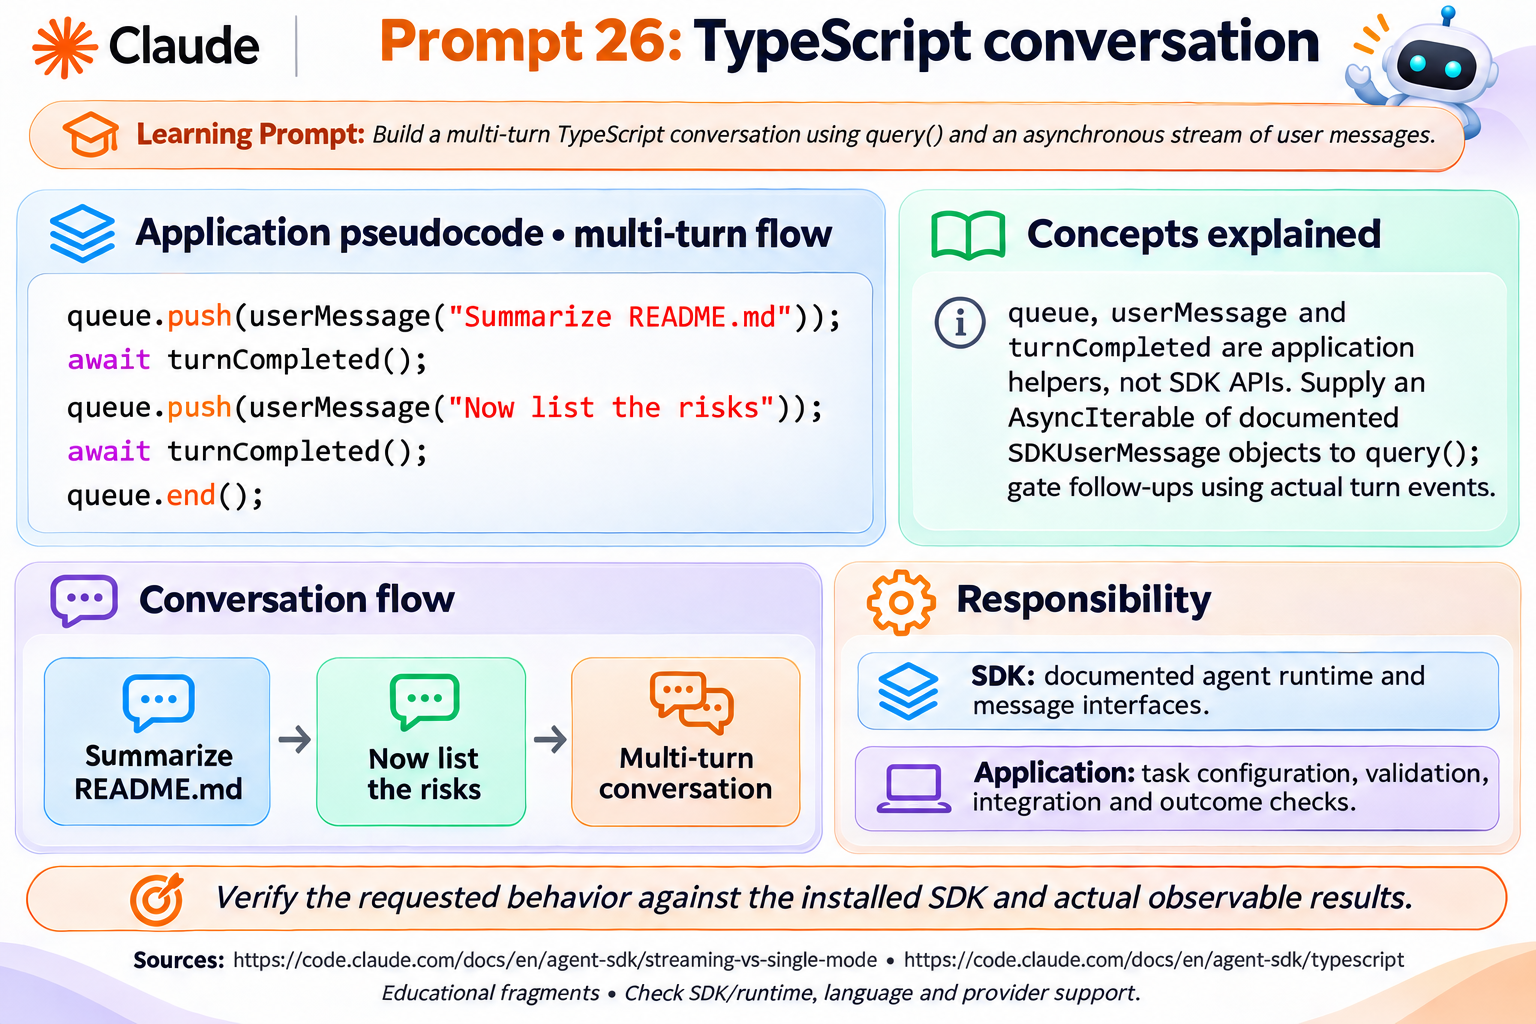 Claude
Prompt 26: TypeScript conversation
Learning Prompt: Build a multi-turn TypeScript conversation using query() and an asynchronous stream of user messages.
Application pseudocode • multi-turn flow
queue.push(userMessage("Summarize README.md"));
await turnCompleted();
queue.push(userMessage("Now list the risks"));
await turnCompleted();
queue.end();
Concepts explained
queue, userMessage and
turnCompleted are application
helpers, not SDK APIs. Supply an
AsyncIterable of documented
SDKUserMessage objects to query();
gate follow-ups using actual turn events.
Conversation flow
Summarize
README.md
Now list
the risks
Multi-turn
conversation
Responsibility
SDK: documented agent runtime and
message interfaces.
Application: task configuration, validation,
integration and outcome checks.
Verify the requested behavior against the installed SDK and actual observable results.
Sources: https://code.claude.com/docs/en/agent-sdk/streaming-vs-single-mode • https://code.claude.com/docs/en/agent-sdk/typescript
Educational fragments • Check SDK/runtime, language and provider support.